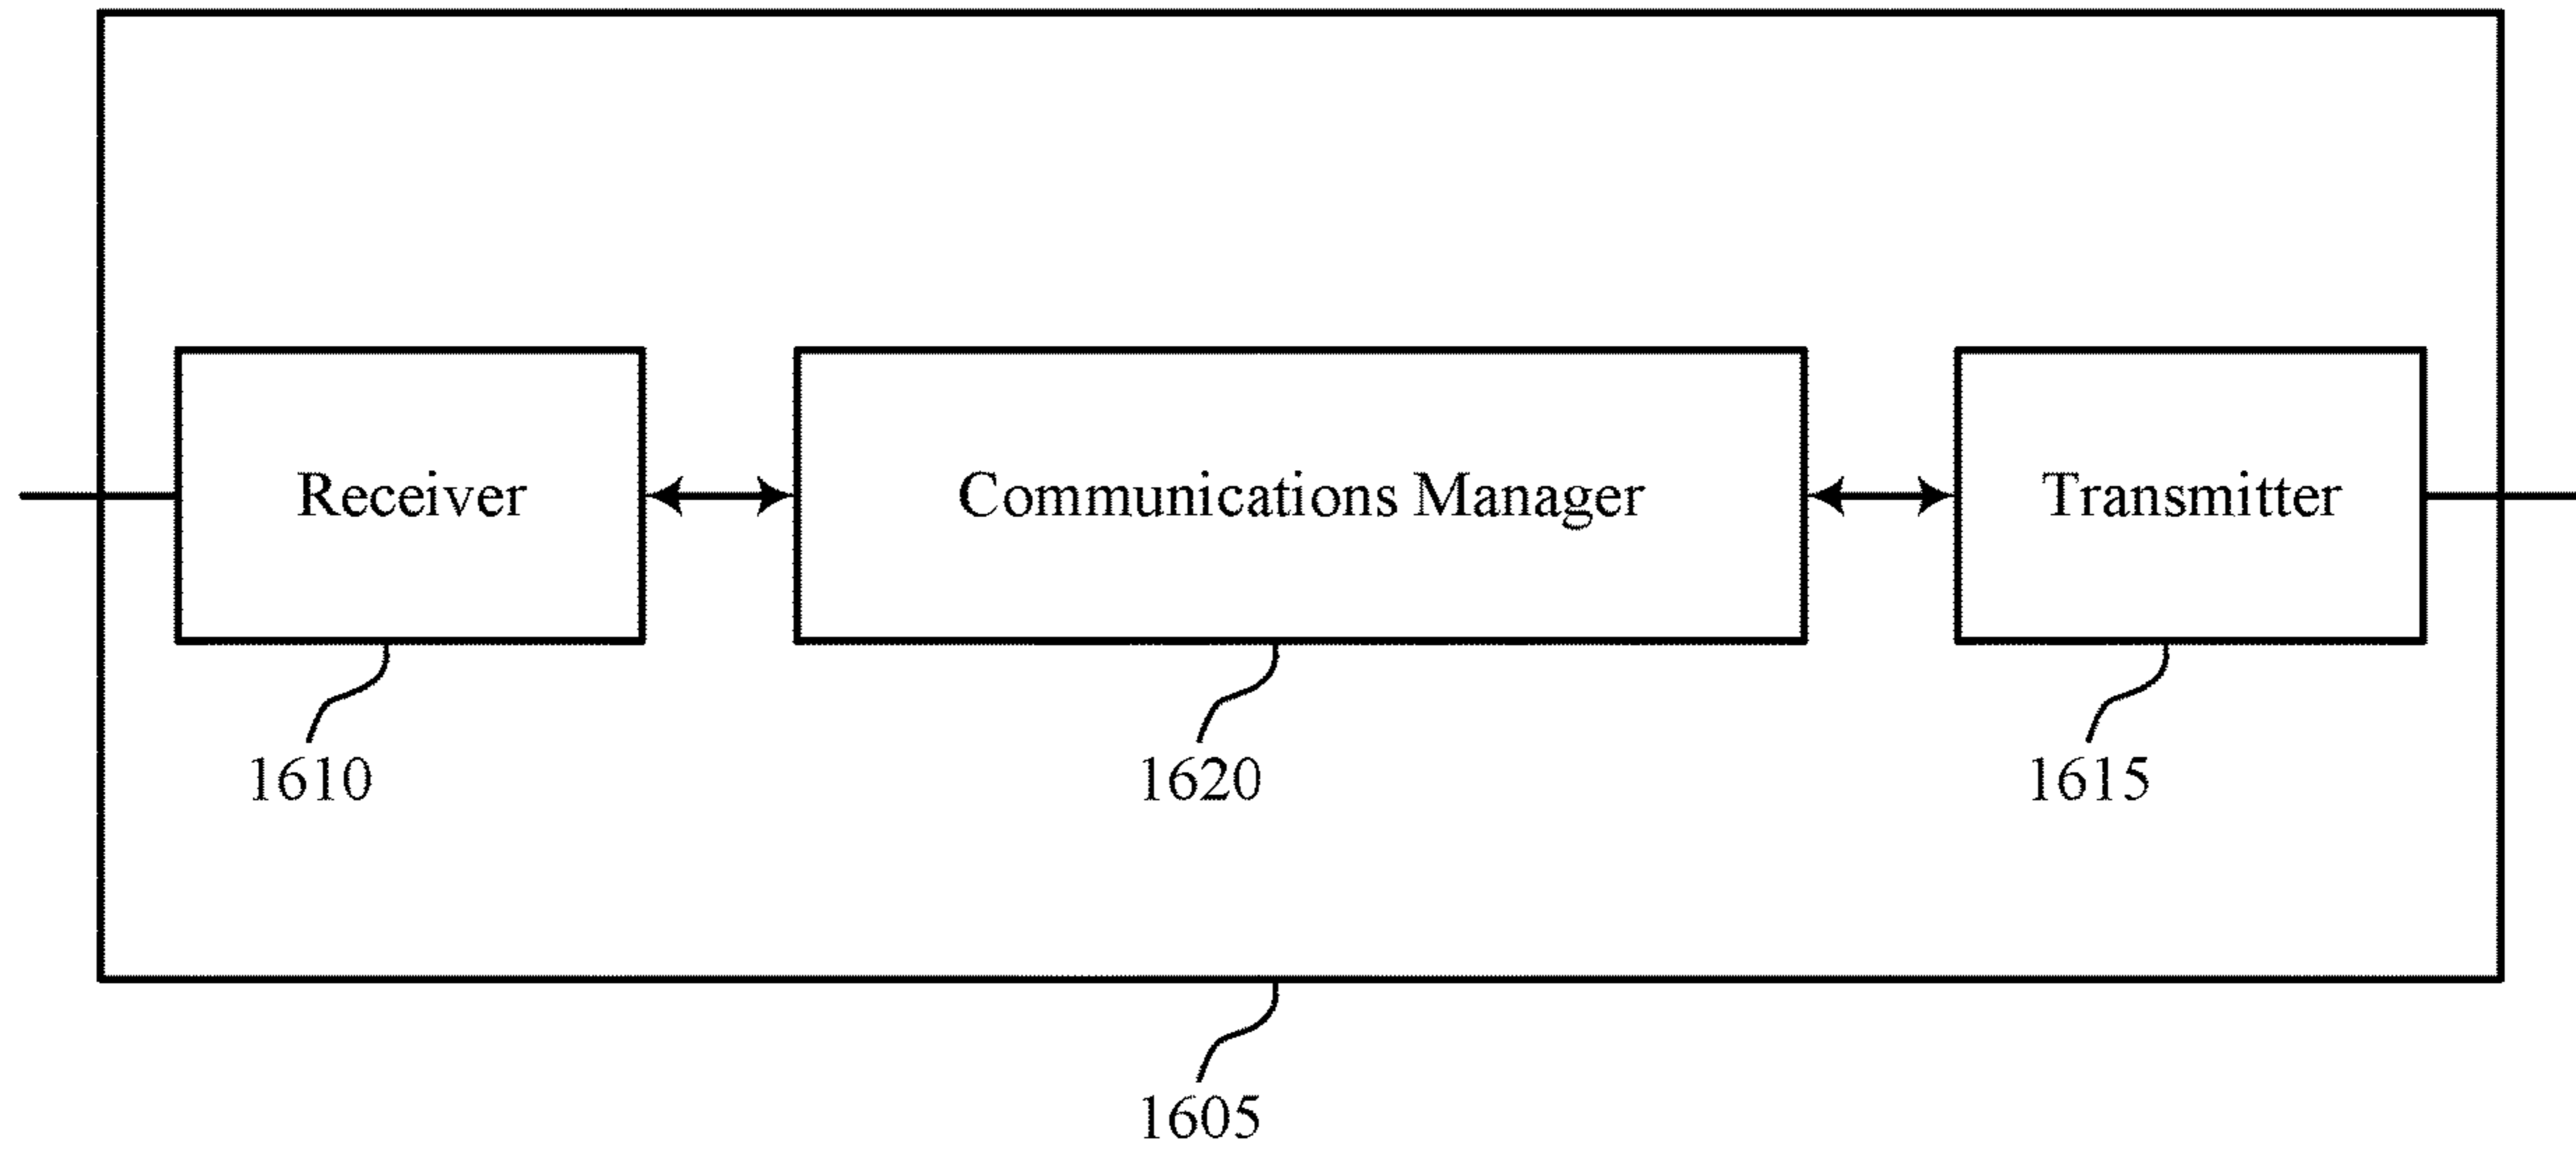 Receiver
Communications Manager
Transmitter
1610
1620
1615
1605